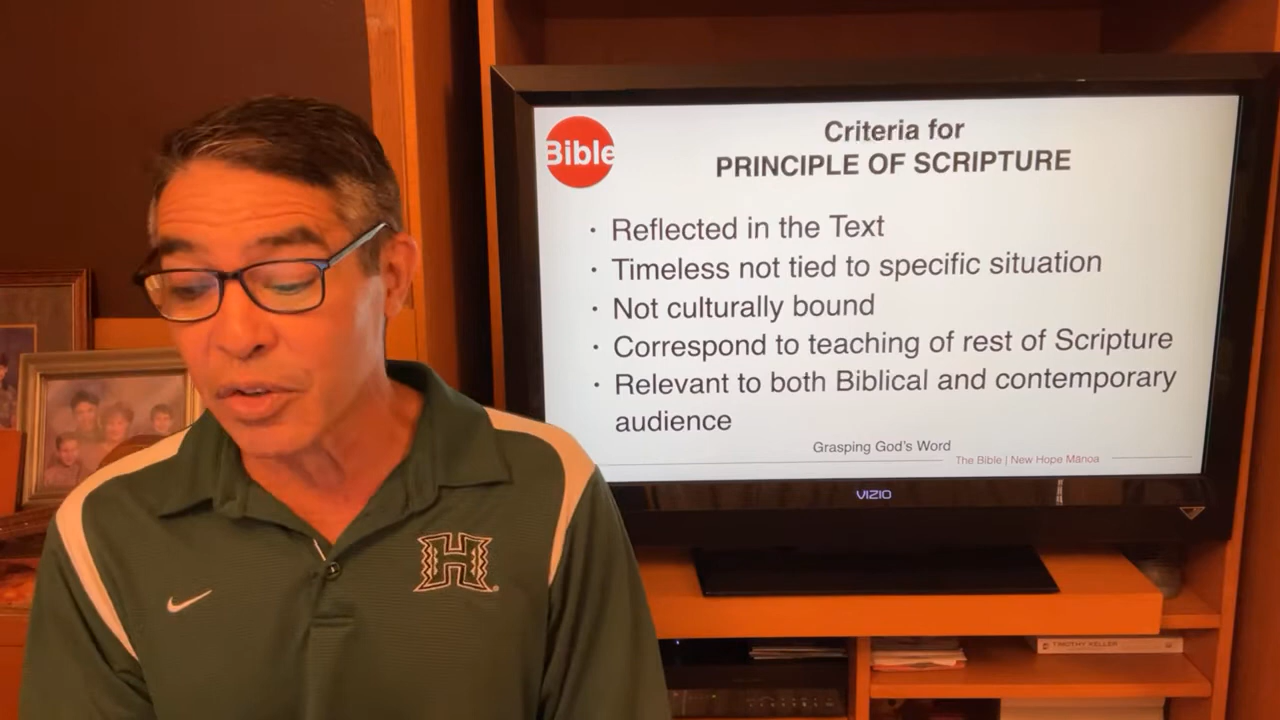 Bible
Criteria for
PRINCIPLE OF SCRIPTURE
· Reflected in the Text
· Timeless not tied to specific situation
· Not culturally bound
· Correspond to teaching of rest of Scripture
· Relevant to both Biblical and contemporary
audience
Grasping God's Word
The Bible | New Hope Mānoa
VIZIO
H
TIMOTHY KELLER